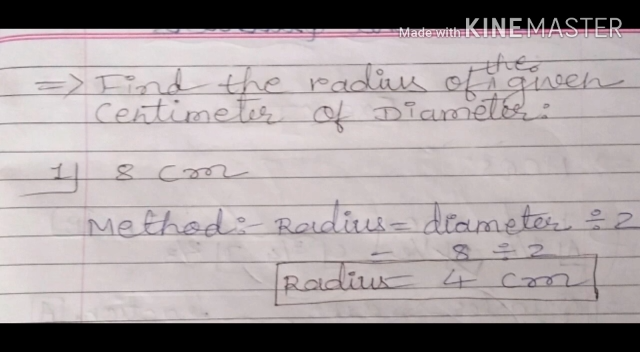 Made with KINEMASTER
=> Find the radius of the given
Centimeter of Diameter:
1) 8 cm
Method:- Radius = diameter ÷ 2
= 8 ÷ 2
Radius = 4 cm